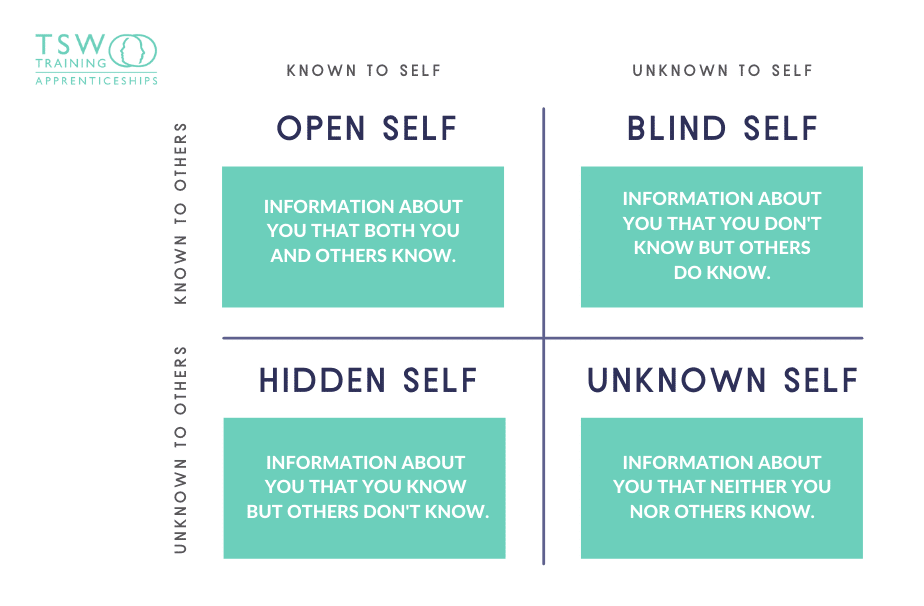 TSW
TRAINING
APPRENTICESHIPS
KNOWN TO SELF
UNKNOWN TO SELF
KNOWN TO OTHERS
OPEN SELF
INFORMATION ABOUT
YOU THAT BOTH YOU
AND OTHERS KNOW.
BLIND SELF
INFORMATION ABOUT
YOU THAT YOU DON'T
KNOW BUT OTHERS
DO KNOW.
UNKNOWN TO OTHERS
HIDDEN SELF
INFORMATION ABOUT
YOU THAT YOU KNOW
BUT OTHERS DON'T KNOW.
UNKNOWN SELF
INFORMATION ABOUT
YOU THAT NEITHER YOU
NOR OTHERS KNOW.